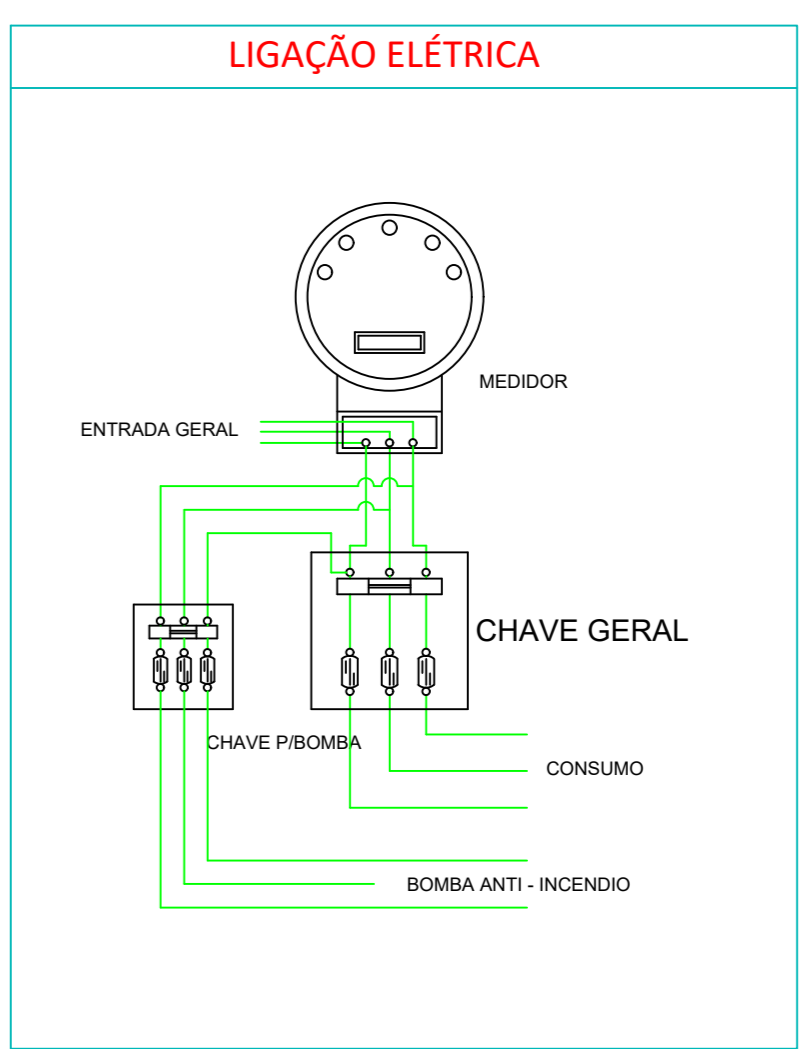 LIGAÇÃO ELÉTRICA
MEDIDOR
ENTRADA GERAL
CHAVE GERAL
CHAVE P/BOMBA
CONSUMO
BOMBA ANTI - INCENDIO